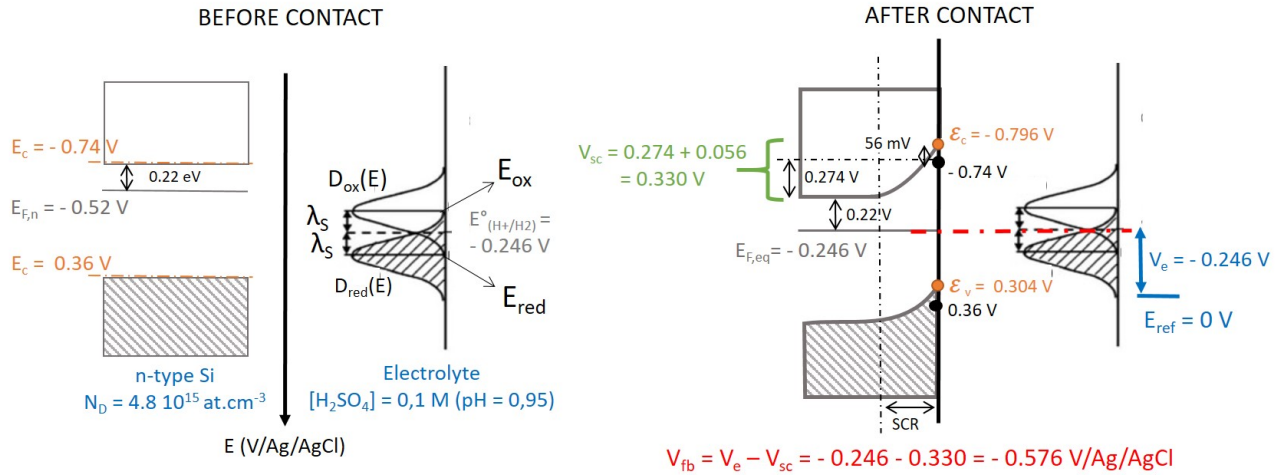 BEFORE CONTACT
E_c = - 0.74 V
0.22 eV
E_F,n = - 0.52 V
E_c = 0.36 V
n-type Si
N_D = 4.8 10^15 at.cm^-3
E (V/Ag/AgCl)
D_ox(E)
λ_S
λ_S
D_red(E)
E_ox
E°_(H+/H2) =
- 0.246 V
E_red
Electrolyte
[H_2SO_4] = 0,1 M (pH = 0,95)
AFTER CONTACT
V_sc = 0.274 + 0.056
= 0.330 V
56 mV
0.274 V
ℰ_c = - 0.796 V
- 0.74 V
0.22 V
E_F,eq = - 0.246 V
ℰ_v = 0.304 V
0.36 V
SCR
V_e = - 0.246 V
E_ref = 0 V
V_fb = V_e – V_sc = - 0.246 - 0.330 = - 0.576 V/Ag/AgCl